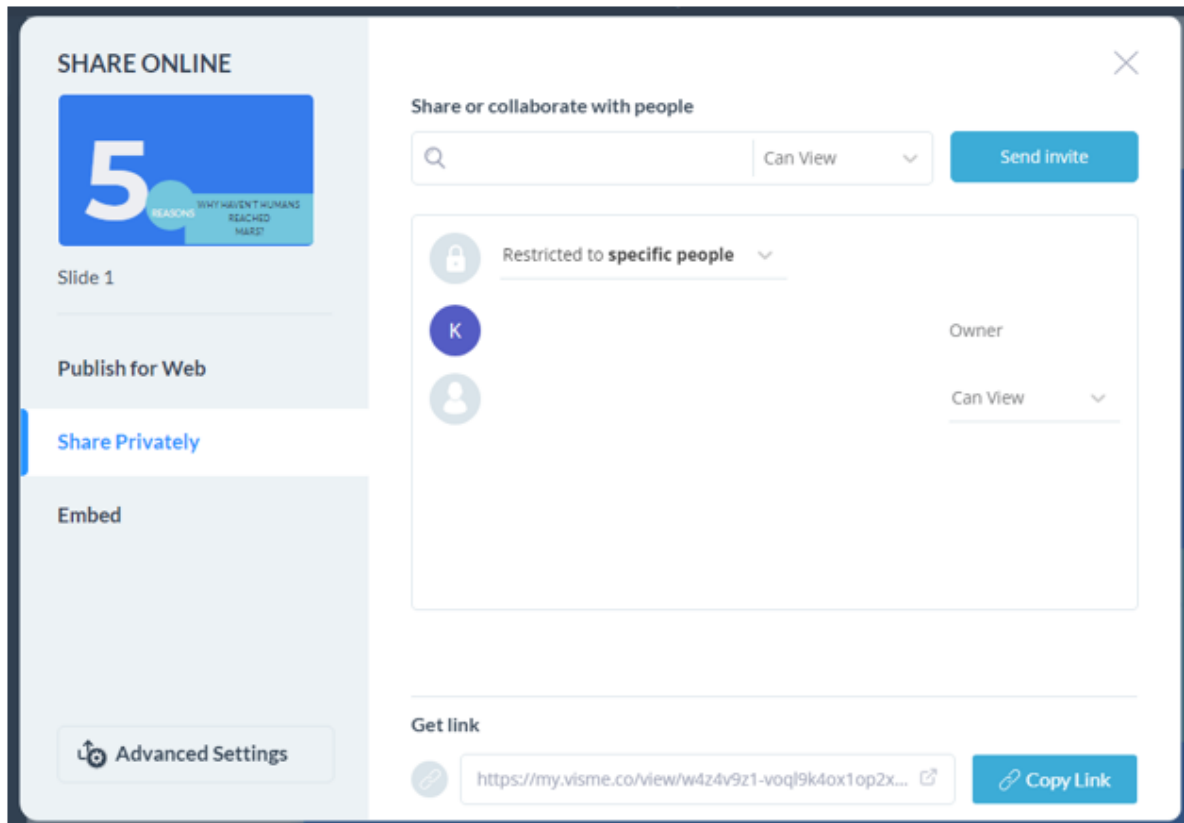 SHARE ONLINE
5
REASONS
WHY HAVEN'T HUMANS
REACHED
MARS?
Slide 1
Publish for Web
Share Privately
Embed
Advanced Settings
Share or collaborate with people
Can View
Send invite
Restricted to specific people
K
Owner
Can View
Get link
https://my.visme.co/view/w4z4v9z1-voql9k4ox1op2x...
Copy Link